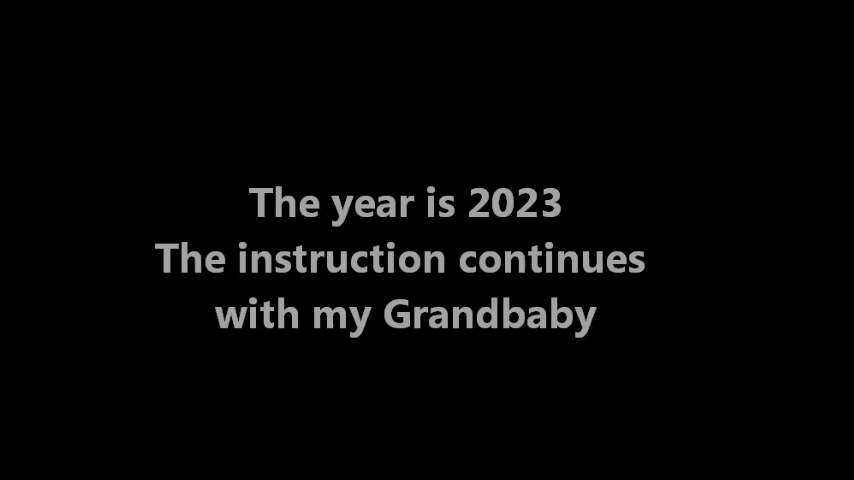 The year is 2023
The instruction continues
with my Grandbaby